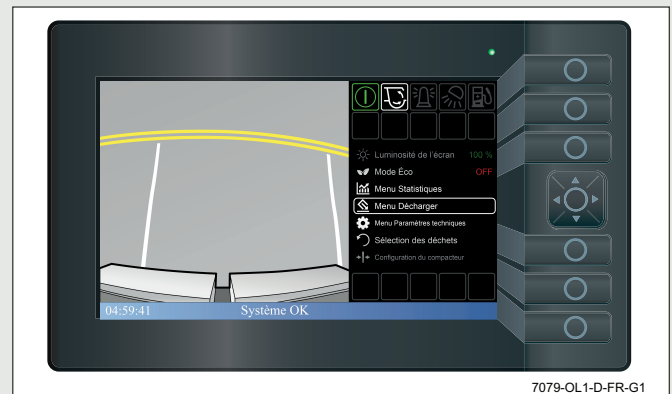 Luminosité de l'écran 100 %
Mode Éco OFF
Menu Statistiques
Menu Décharger
Menu Paramètres techniques
Sélection des déchets
Configuration du compacteur
04:59:41 Système OK
7079-OL1-D-FR-G1